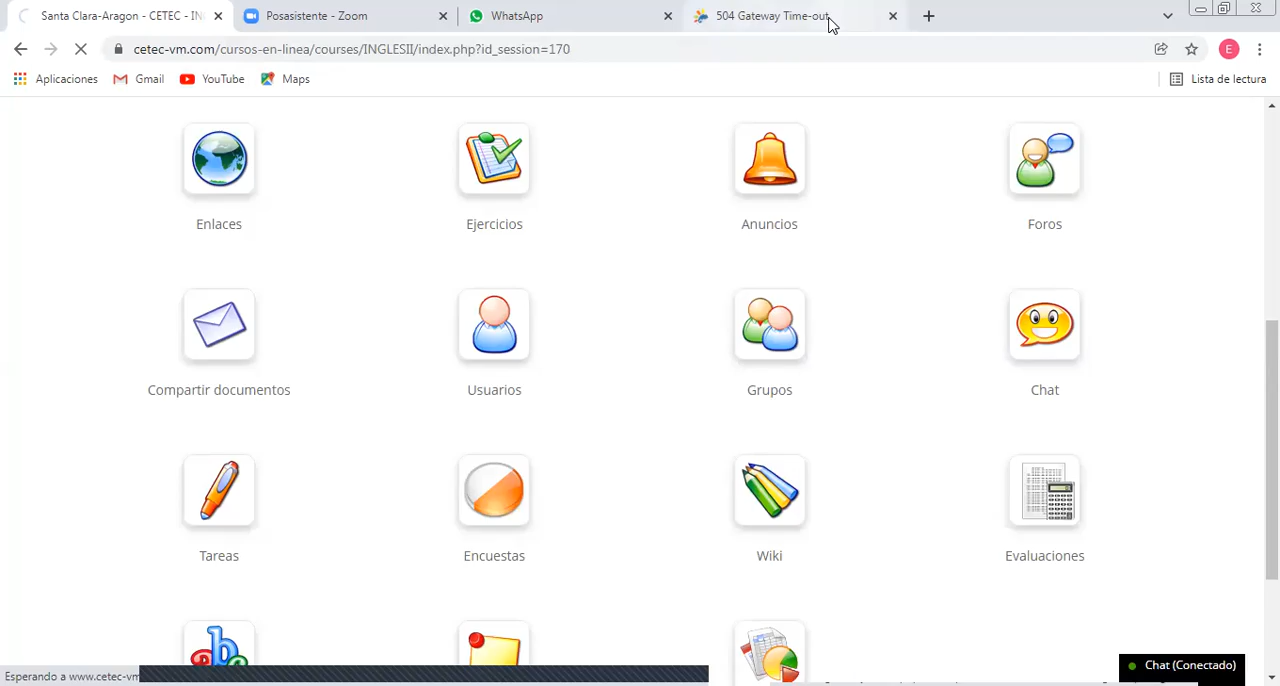 Santa Clara-Aragon - CETEC - IN
Posasistente - Zoom
WhatsApp
504 Gateway Time-out
cetec-vm.com/cursos-en-linea/courses/INGLESII/index.php?id_session=170
E
Aplicaciones
Gmail
YouTube
Maps
Lista de lectura
Enlaces
Ejercicios
Anuncios
Foros
Compartir documentos
Usuarios
Grupos
Chat
Tareas
Encuestas
Wiki
Evaluaciones
abc
Esperando a www.cetec-vm
Chat (Conectado)